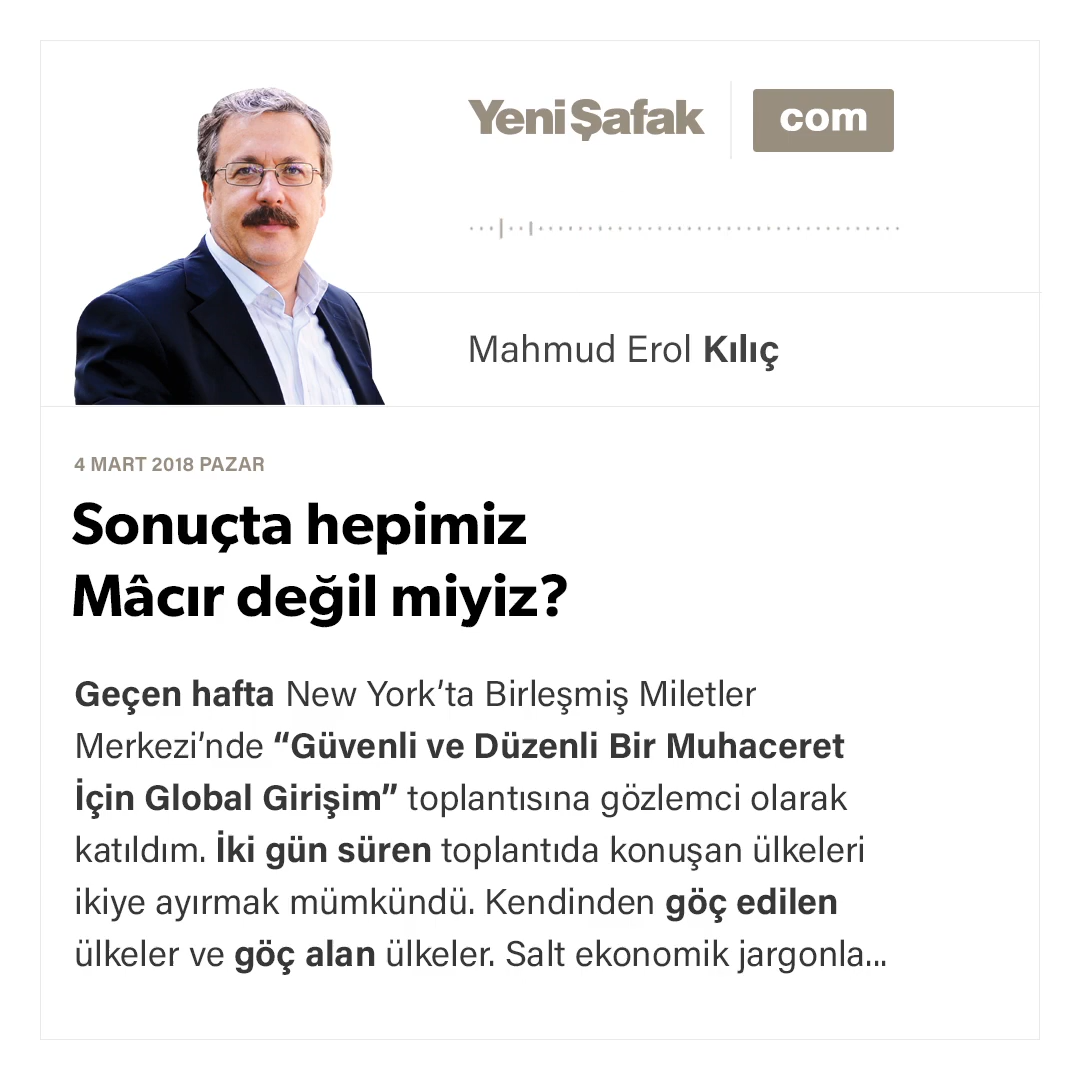 YeniŞafak com
Mahmud Erol Kılıç
4 MART 2018 PAZAR
Sonuçta hepimiz
Mâcır değil miyiz?
Geçen hafta New York’ta Birleşmiş Miletler
Merkezi’nde “Güvenli ve Düzenli Bir Muhaceret
İçin Global Girişim” toplantısına gözlemci olarak
katıldım. İki gün süren toplantıda konuşan ülkeleri
ikiye ayırmak mümkündü. Kendinden göç edilen
ülkeler ve göç alan ülkeler. Salt ekonomik jargonla...